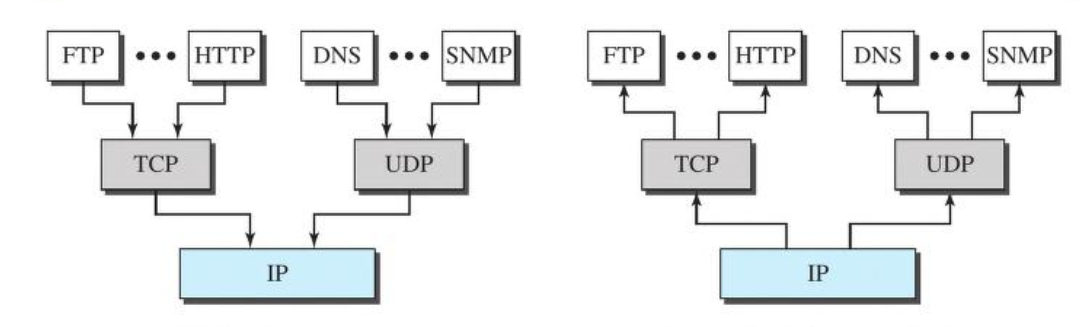 FTP ••• HTTP DNS ••• SNMP FTP ••• HTTP DNS ••• SNMP
TCP UDP TCP UDP
IP IP